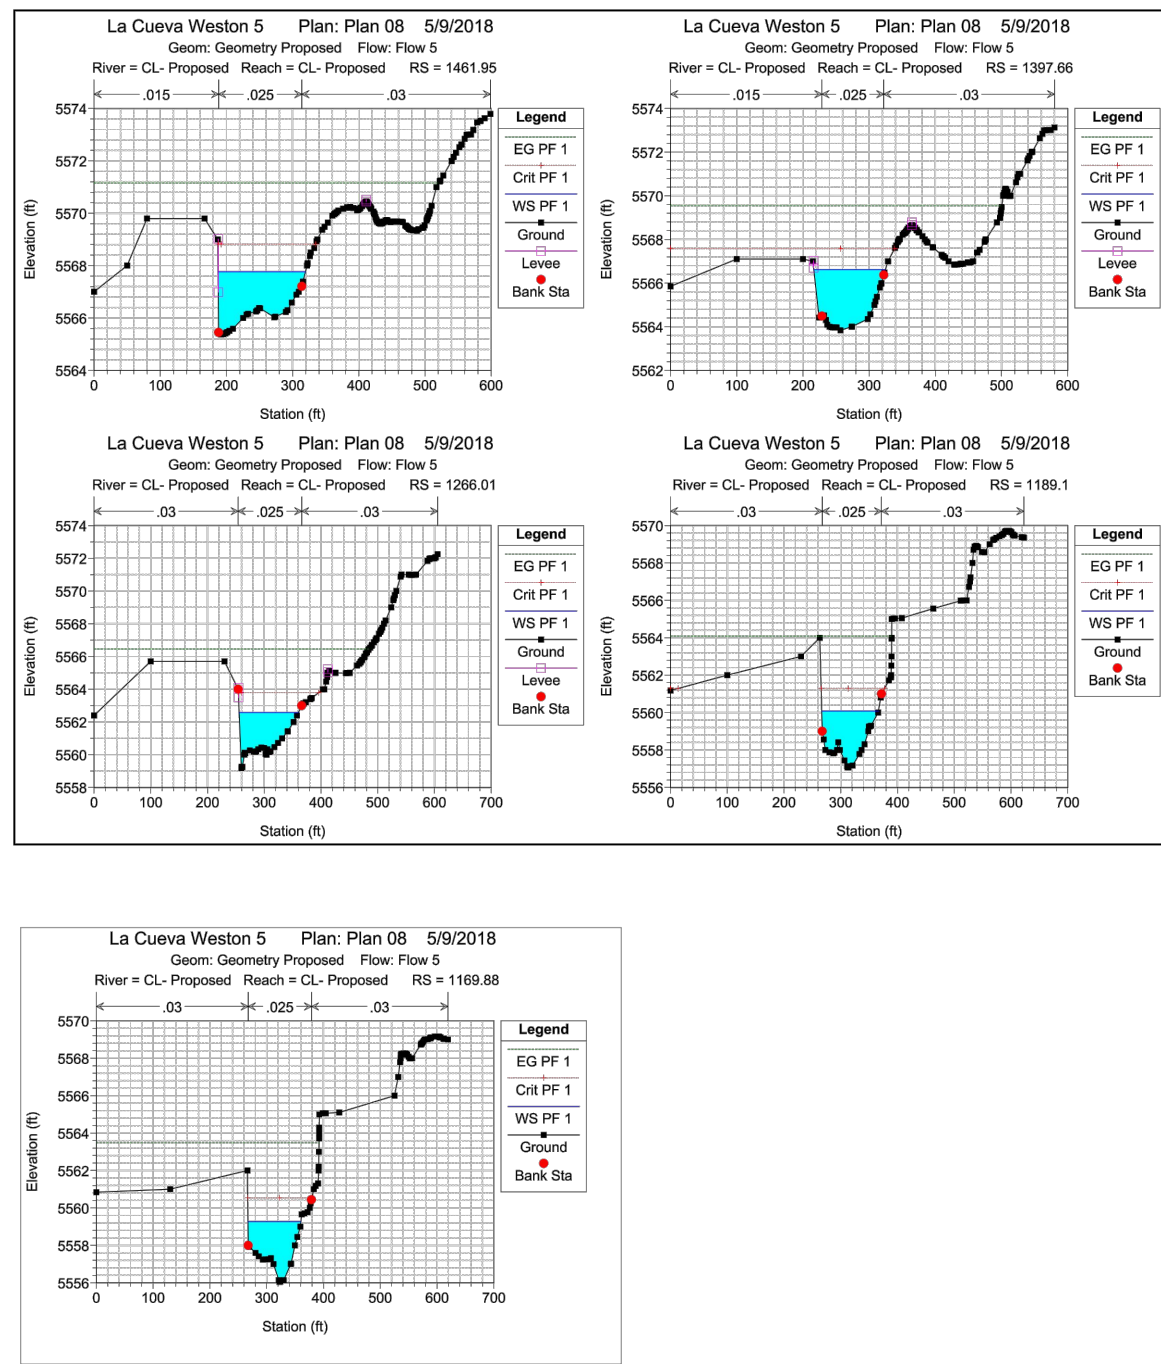 La Cueva Weston 5 Plan: Plan 08 5/9/2018
Geom: Geometry Proposed Flow: Flow 5
River = CL- Proposed Reach = CL- Proposed RS = 1461.95
.015 .025 .03
5574
5572
5570
5568
5566
5564
Elevation (ft)
0 100 200 300 400 500 600
Station (ft)
Legend
EG PF 1
Crit PF 1
WS PF 1
Ground
Levee
Bank Sta
La Cueva Weston 5 Plan: Plan 08 5/9/2018
Geom: Geometry Proposed Flow: Flow 5
River = CL- Proposed Reach = CL- Proposed RS = 1397.66
.015 .025 .03
5574
5572
5570
5568
5566
5564
5562
Elevation (ft)
0 100 200 300 400 500 600
Station (ft)
Legend
EG PF 1
Crit PF 1
WS PF 1
Ground
Levee
Bank Sta
La Cueva Weston 5 Plan: Plan 08 5/9/2018
Geom: Geometry Proposed Flow: Flow 5
River = CL- Proposed Reach = CL- Proposed RS = 1266.01
.03 .025 .03
5574
5572
5570
5568
5566
5564
5562
5560
5558
Elevation (ft)
0 100 200 300 400 500 600 700
Station (ft)
Legend
EG PF 1
Crit PF 1
WS PF 1
Ground
Levee
Bank Sta
La Cueva Weston 5 Plan: Plan 08 5/9/2018
Geom: Geometry Proposed Flow: Flow 5
River = CL- Proposed Reach = CL- Proposed RS = 1189.1
.03 .025 .03
5570
5568
5566
5564
5562
5560
5558
5556
Elevation (ft)
0 100 200 300 400 500 600 700
Station (ft)
Legend
EG PF 1
Crit PF 1
WS PF 1
Ground
Bank Sta
La Cueva Weston 5 Plan: Plan 08 5/9/2018
Geom: Geometry Proposed Flow: Flow 5
River = CL- Proposed Reach = CL- Proposed RS = 1169.88
.03 .025 .03
5570
5568
5566
5564
5562
5560
5558
5556
Elevation (ft)
0 100 200 300 400 500 600 700
Station (ft)
Legend
EG PF 1
Crit PF 1
WS PF 1
Ground
Bank Sta